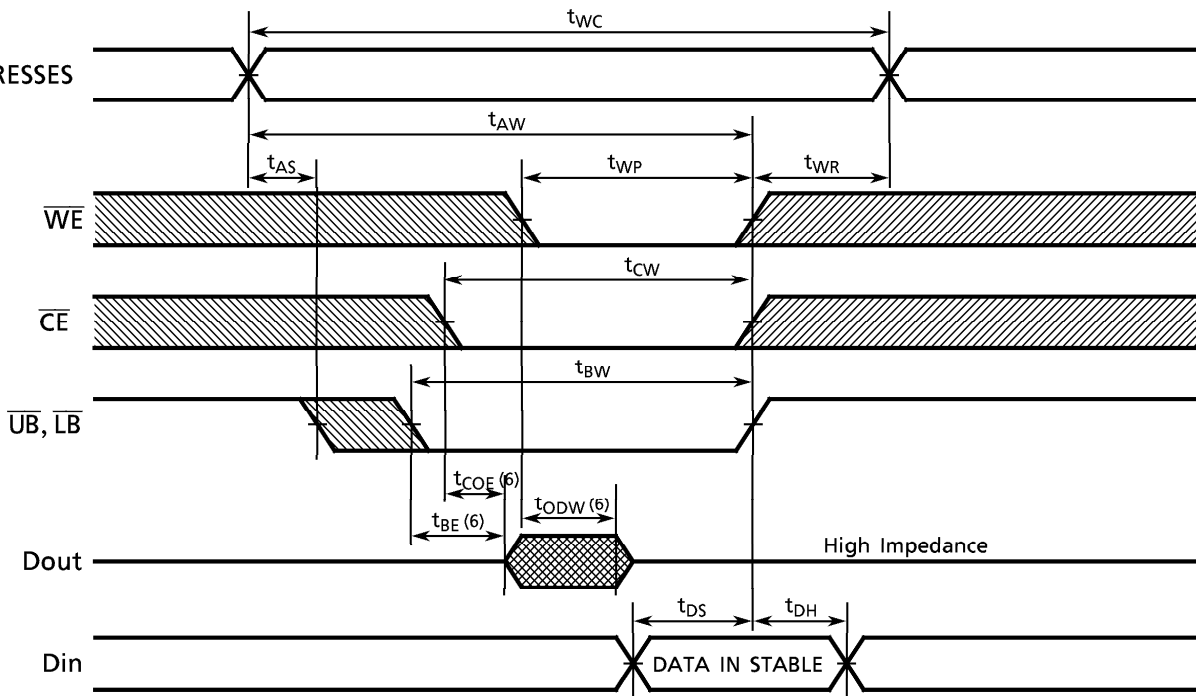 tWC
RESSES
tAW
tAS tWP tWR
WE
tCW
CE
tBW
UB, LB
tCOE (6)
tODW (6)
tBE (6)
Dout High Impedance
tDS tDH
Din DATA IN STABLE